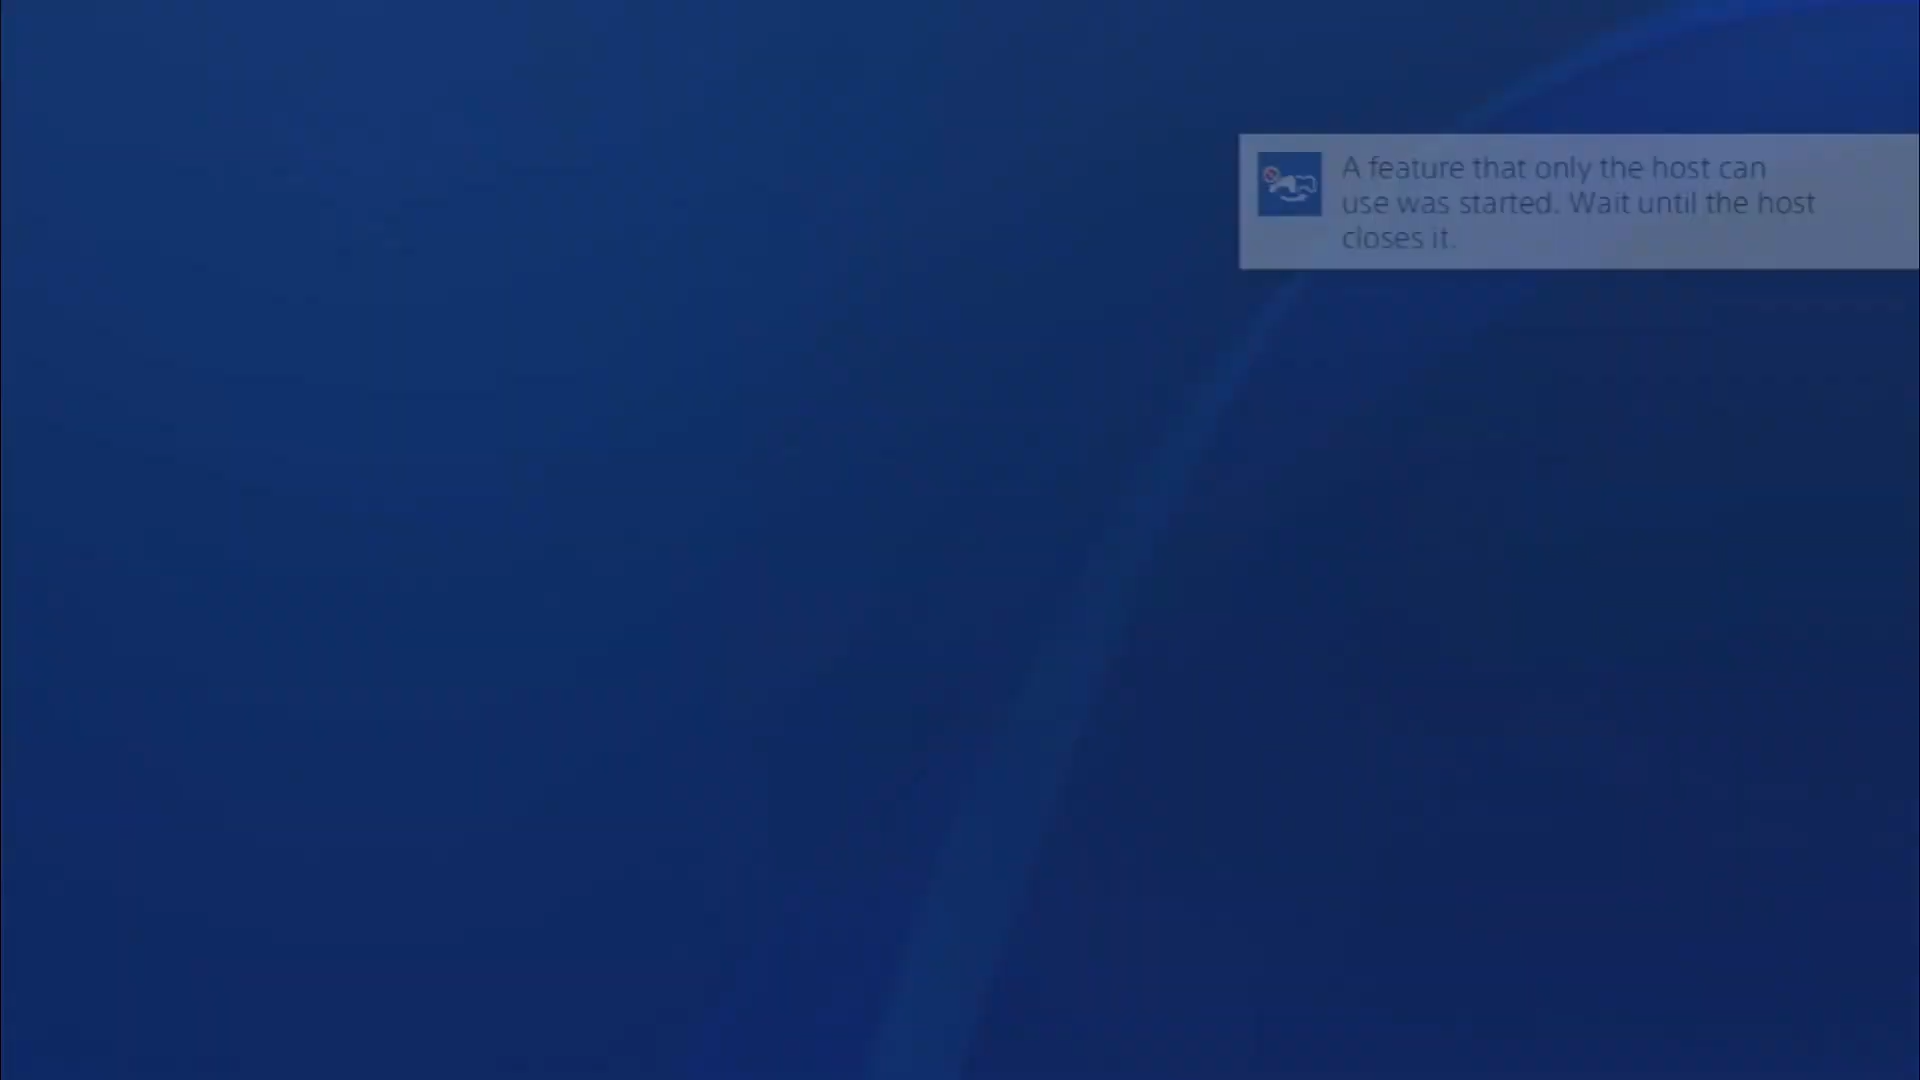 A feature that only the host can
use was started. Wait until the host
closes it.